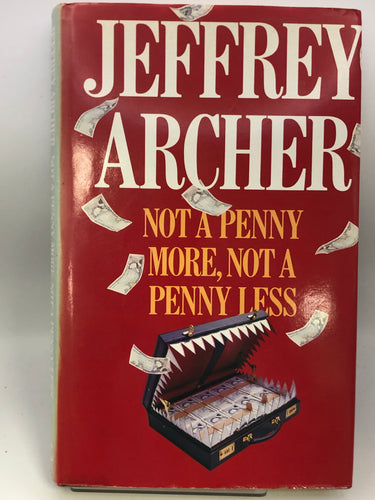 JEFFREY
ARCHER
NOT A PENNY
MORE, NOT A
PENNY LESS